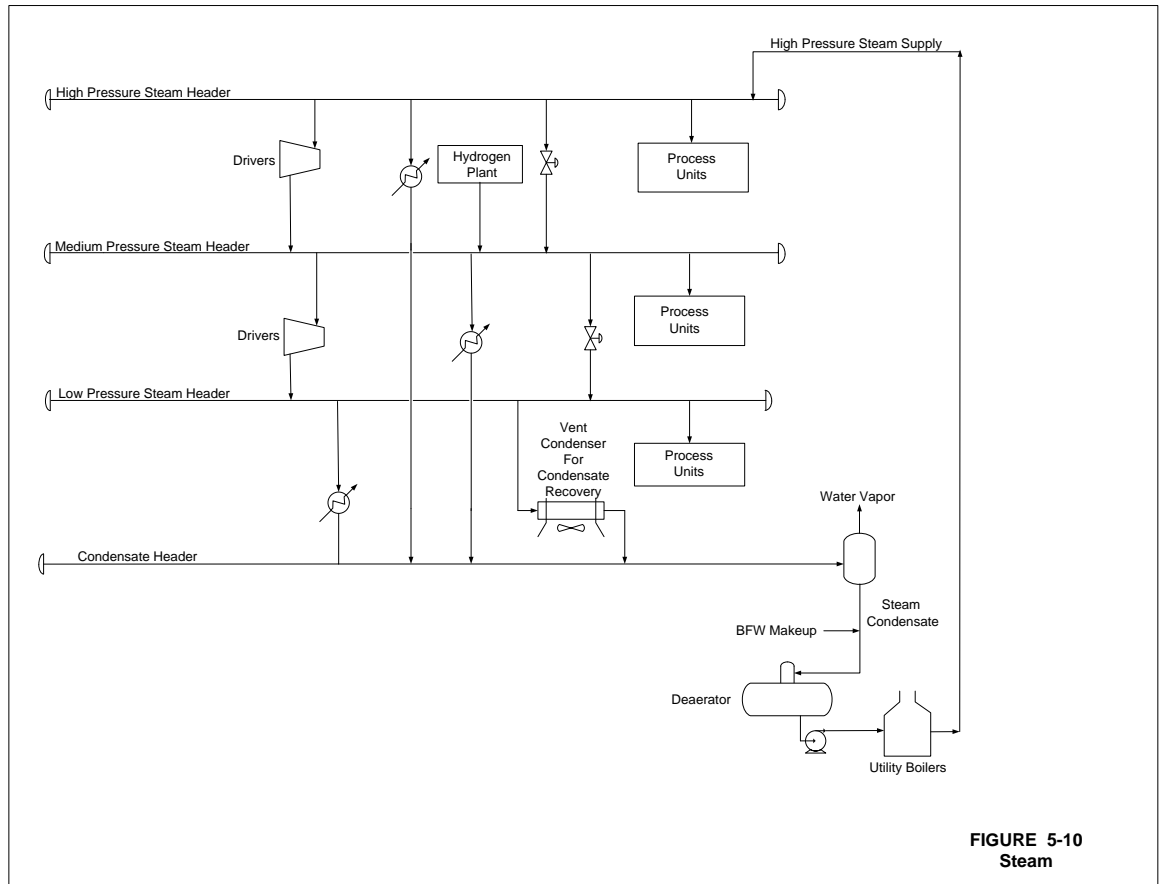 High Pressure Steam Supply
High Pressure Steam Header
Drivers
Hydrogen
Plant
Process
Units
Medium Pressure Steam Header
Drivers
Process
Units
Low Pressure Steam Header
Vent
Condenser
For
Condensate
Recovery
Process
Units
Water Vapor
Condensate Header
Steam
Condensate
BFW Makeup
Deaerator
Utility Boilers
FIGURE 5-10
Steam